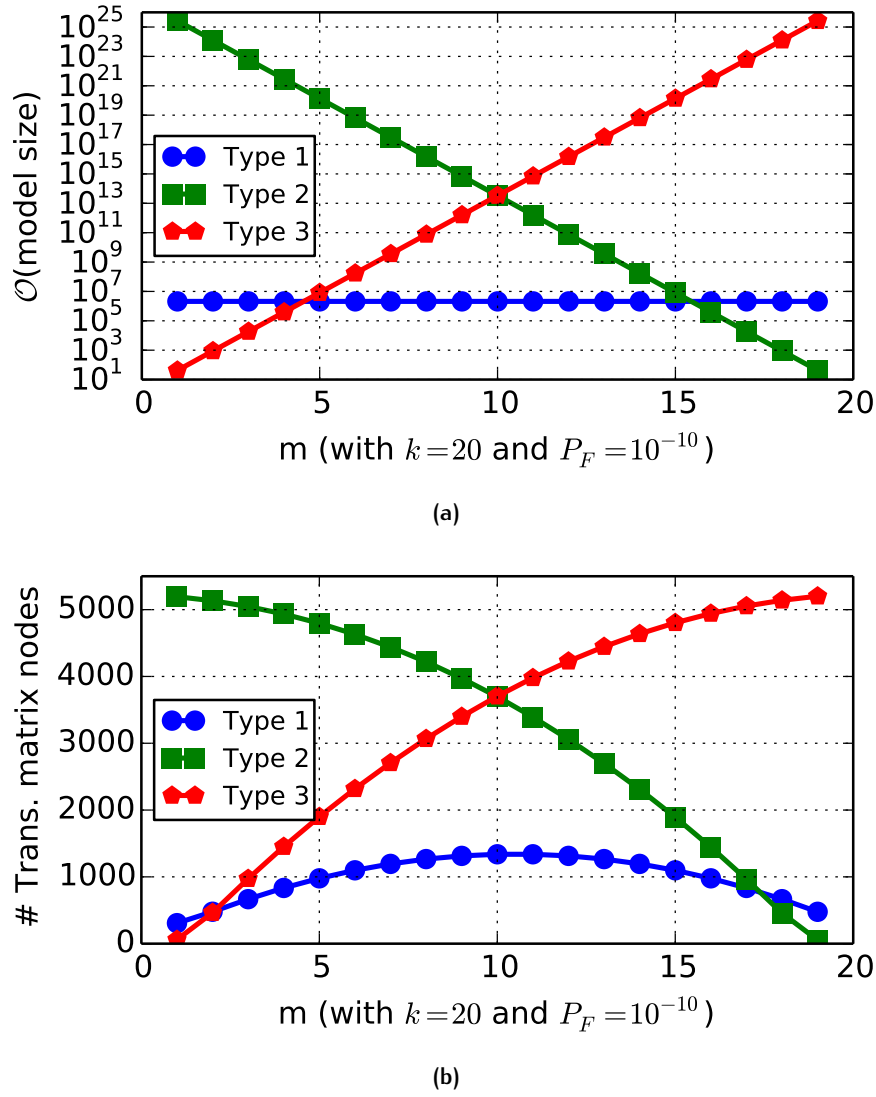 10^25
10^23
10^21
10^19
10^17
10^15
10^13
10^11
10^9
10^7
10^5
10^3
10^1
O(model size)
Type 1
Type 2
Type 3
0 5 10 15 20
m (with k=20 and P_F=10^−10)
(a)
5000
4000
3000
2000
1000
0
# Trans. matrix nodes
Type 1
Type 2
Type 3
0 5 10 15 20
m (with k=20 and P_F=10^−10)
(b)